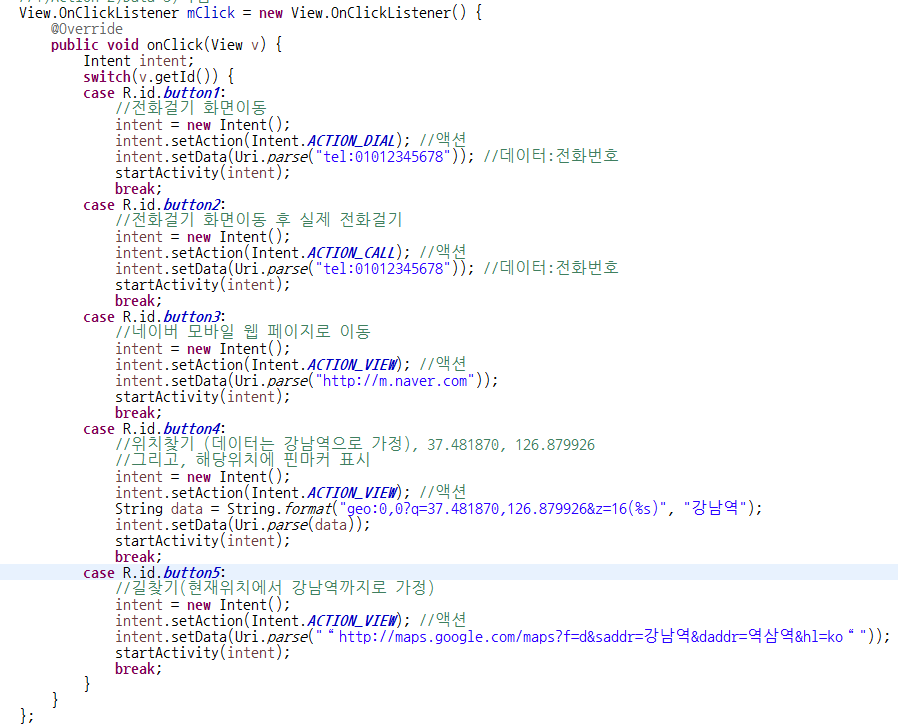 View.OnClickListener mClick = new View.OnClickListener() {
@Override
public void onClick(View v) {
Intent intent;
switch(v.getId()) {
case R.id.button1:
//전화걸기 화면이동
intent = new Intent();
intent.setAction(Intent.ACTION_DIAL); //액션
intent.setData(Uri.parse("tel:01012345678")); //데이터:전화번호
startActivity(intent);
break;
case R.id.button2:
//전화걸기 화면이동 후 실제 전화걸기
intent = new Intent();
intent.setAction(Intent.ACTION_CALL); //액션
intent.setData(Uri.parse("tel:01012345678")); //데이터:전화번호
startActivity(intent);
break;
case R.id.button3:
//네이버 모바일 웹 페이지로 이동
intent = new Intent();
intent.setAction(Intent.ACTION_VIEW); //액션
intent.setData(Uri.parse("http://m.naver.com"));
startActivity(intent);
break;
case R.id.button4:
//위치찾기 (데이터는 강남역으로 가정), 37.481870, 126.879926
//그리고, 해당위치에 핀마커 표시
intent = new Intent();
intent.setAction(Intent.ACTION_VIEW); //액션
String data = String.format("geo:0,0?q=37.481870,126.879926&z=16(%s)", "강남역");
intent.setData(Uri.parse(data));
startActivity(intent);
break;
case R.id.button5:
//길찾기(현재위치에서 강남역까지로 가정)
intent = new Intent();
intent.setAction(Intent.ACTION_VIEW); //액션
intent.setData(Uri.parse("“http://maps.google.com/maps?f=d&saddr=강남역&daddr=역삼역&hl=ko“"));
startActivity(intent);
break;
}
}
};